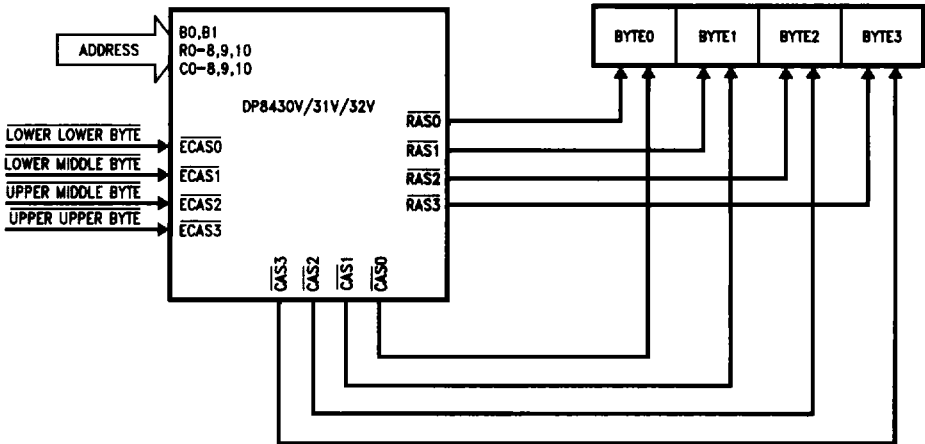 ADDRESS
B0,B1
R0-8,9,10
C0-8,9,10
DP8430V/31V/32V
LOWER LOWER BYTE
LOWER MIDDLE BYTE
UPPER MIDDLE BYTE
UPPER UPPER BYTE
ECAS0
ECAS1
ECAS2
ECAS3
RAS0
RAS1
RAS2
RAS3
CAS3
CAS2
CAS1
CAS0
BYTE0
BYTE1
BYTE2
BYTE3